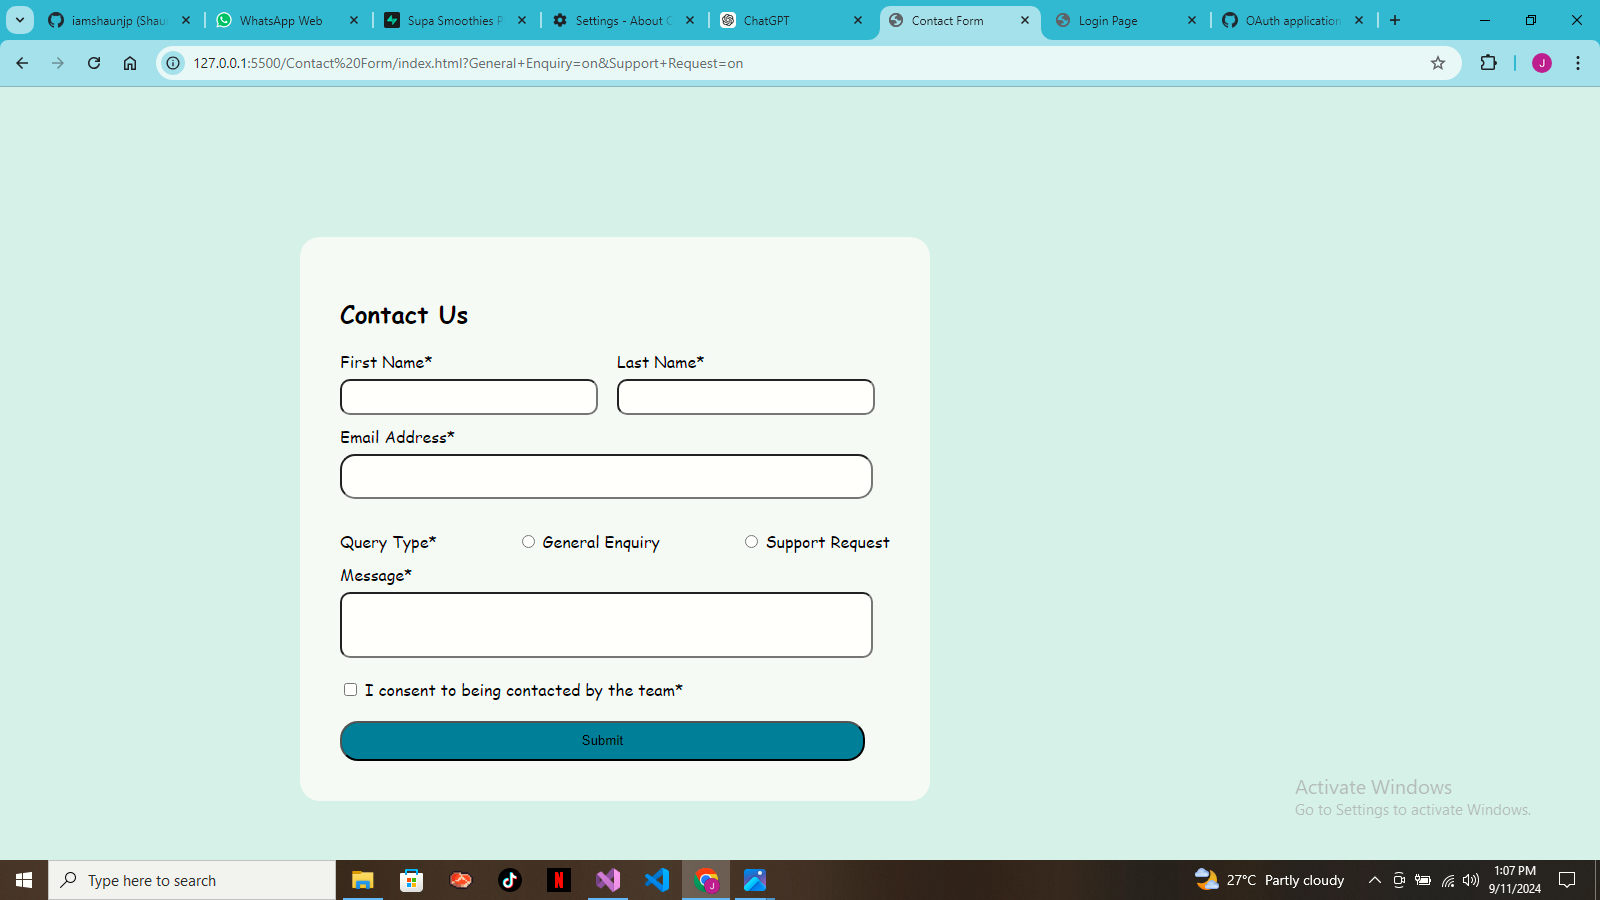 iamshaunjp (Shaun
WhatsApp Web
Supa Smoothies P
Settings - About C
ChatGPT
Contact Form
Login Page
OAuth application
127.0.0.1:5500/Contact%20Form/index.html?General+Enquiry=on&Support+Request=on
J
Contact Us
First Name* Last Name*
Email Address*
Query Type* General Enquiry Support Request
Message*
I consent to being contacted by the team*
Submit
Activate Windows
Go to Settings to activate Windows.
Type here to search
N
J
27°C Partly cloudy
1:07 PM
9/11/2024